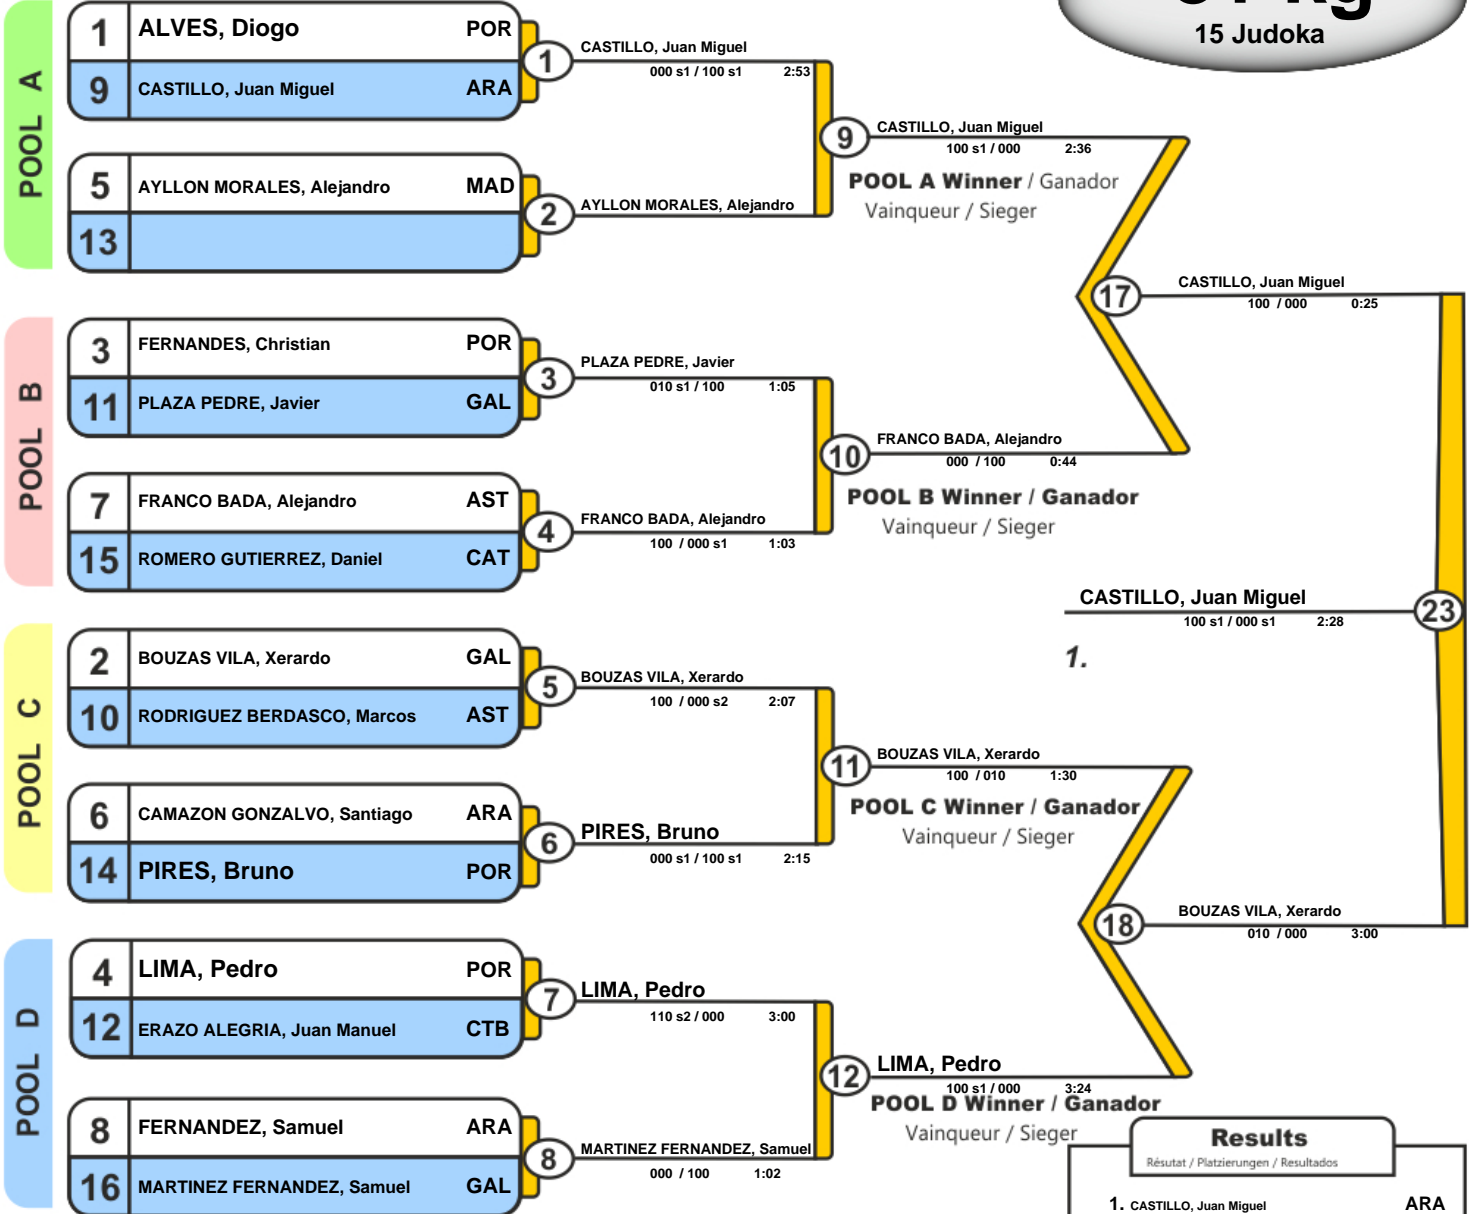 15 Judoka
POOL A
1 ALVES, Diogo POR
9 CASTILLO, Juan Miguel ARA
5 AYLLON MORALES, Alejandro MAD
13
POOL B
3 FERNANDES, Christian POR
11 PLAZA PEDRE, Javier GAL
7 FRANCO BADA, Alejandro AST
15 ROMERO GUTIERREZ, Daniel CAT
POOL C
2 BOUZAS VILA, Xerardo GAL
10 RODRIGUEZ BERDASCO, Marcos AST
6 CAMAZON GONZALVO, Santiago ARA
14 PIRES, Bruno POR
POOL D
4 LIMA, Pedro POR
12 ERAZO ALEGRIA, Juan Manuel CTB
8 FERNANDEZ, Samuel ARA
16 MARTINEZ FERNANDEZ, Samuel GAL
1 CASTILLO, Juan Miguel
000 s1 / 100 s1 2:53
2 AYLLON MORALES, Alejandro
3 PLAZA PEDRE, Javier
010 s1 / 100 1:05
4 FRANCO BADA, Alejandro
100 / 000 s1 1:03
5 BOUZAS VILA, Xerardo
100 / 000 s2 2:07
6 PIRES, Bruno
000 s1 / 100 s1 2:15
7 LIMA, Pedro
110 s2 / 000 3:00
8 MARTINEZ FERNANDEZ, Samuel
000 / 100 1:02
9 CASTILLO, Juan Miguel
100 s1 / 000 2:36
POOL A Winner / Ganador
Vainqueur / Sieger
10 FRANCO BADA, Alejandro
000 / 100 0:44
POOL B Winner / Ganador
Vainqueur / Sieger
11 BOUZAS VILA, Xerardo
100 / 010 1:30
POOL C Winner / Ganador
Vainqueur / Sieger
12 LIMA, Pedro
100 s1 / 000 3:24
POOL D Winner / Ganador
Vainqueur / Sieger
17 CASTILLO, Juan Miguel
100 / 000 0:25
18 BOUZAS VILA, Xerardo
010 / 000 3:00
CASTILLO, Juan Miguel 23
100 s1 / 000 s1 2:28
1.
Results
Résutat / Platzierungen / Resultados
1. CASTILLO, Juan Miguel ARA